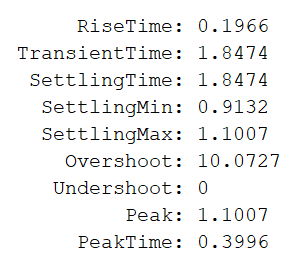 RiseTime: 0.1966
TransientTime: 1.8474
SettlingTime: 1.8474
SettlingMin: 0.9132
SettlingMax: 1.1007
Overshoot: 10.0727
Undershoot: 0
Peak: 1.1007
PeakTime: 0.3996